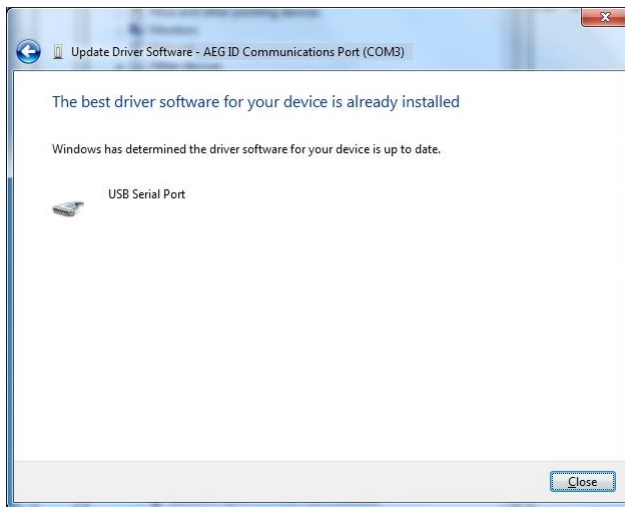 Update Driver Software - AEG ID Communications Port (COM3)
The best driver software for your device is already installed
Windows has determined the driver software for your device is up to date.
USB Serial Port
Close